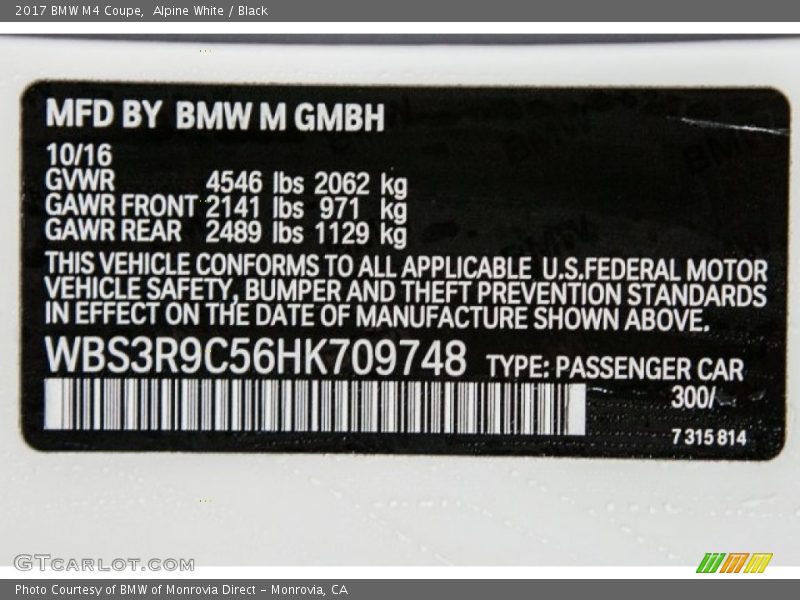 2017 BMW M4 Coupe,  Alpine White / Black
MFD BY BMW M GMBH
10/16
GVWR 4546 lbs 2062 kg
GAWR FRONT 2141 lbs 971 kg
GAWR REAR 2489 lbs 1129 kg
THIS VEHICLE CONFORMS TO ALL APPLICABLE U.S.FEDERAL MOTOR
VEHICLE SAFETY, BUMPER AND THEFT PREVENTION STANDARDS
IN EFFECT ON THE DATE OF MANUFACTURE SHOWN ABOVE.
WBS3R9C56HK709748 TYPE: PASSENGER CAR
300/
7 315 814
GTCARLOT.COM
Photo Courtesy of BMW of Monrovia Direct – Monrovia, CA